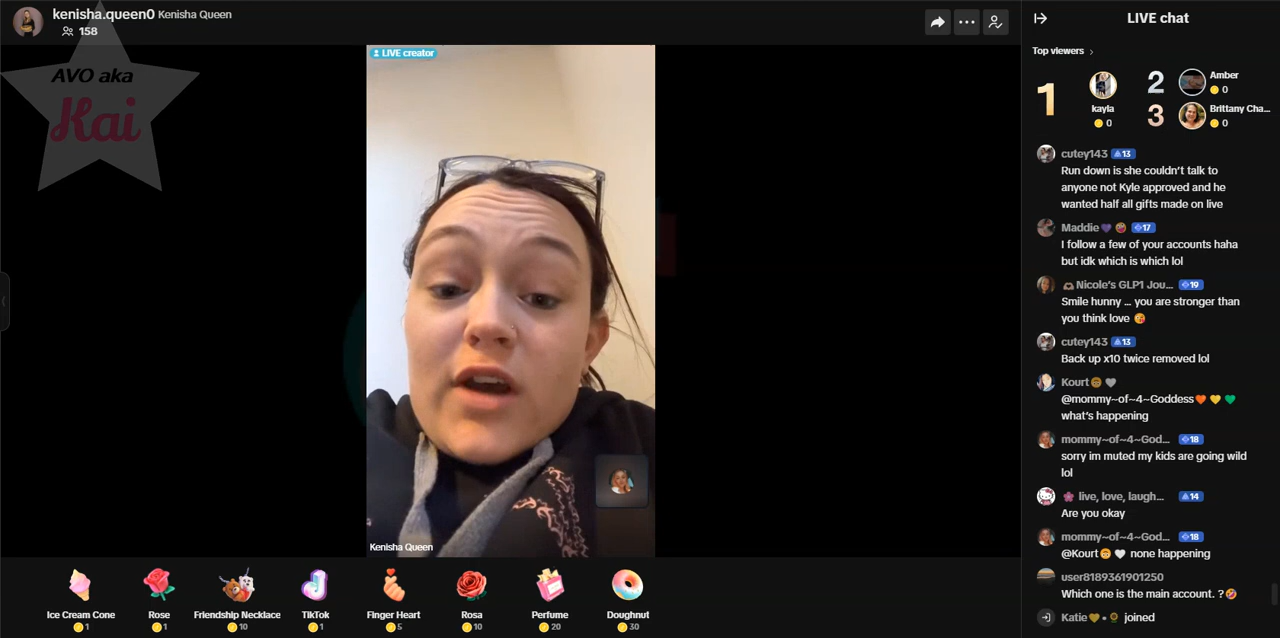 kenisha.queen0 Kenisha Queen
158
AVO aka
Kai
LIVE creator
Kenisha Queen
Ice Cream Cone
1
Rose
1
Friendship Necklace
10
TikTok
1
Finger Heart
5
Rosa
10
Perfume
20
Doughnut
30
LIVE chat
Top viewers
1
kayla
0
2
Amber
0
3
Brittany Cha...
0
cutey143 13
Run down is she couldn't talk to
anyone not Kyle approved and he
wanted half all gifts made on live
Maddie💜🤪 17
I follow a few of your accounts haha
but idk which is which lol
Nicole's GLP1 Jou... 19
Smile hunny ... you are stronger than
you think love 😘
cutey143 13
Back up x10 twice removed lol
Kourt🙃🩶
@mommy~of~4~Goddess🧡💛💚
what's happening
mommy~of~4~God... 18
sorry im muted my kids are going wild
lol
🌸 live, love, laugh... 14
Are you okay
mommy~of~4~God... 18
@Kourt🙃🩶 none happening
user8189361901250
Which one is the main account. ?🤣
Katie💛•🌻 joined